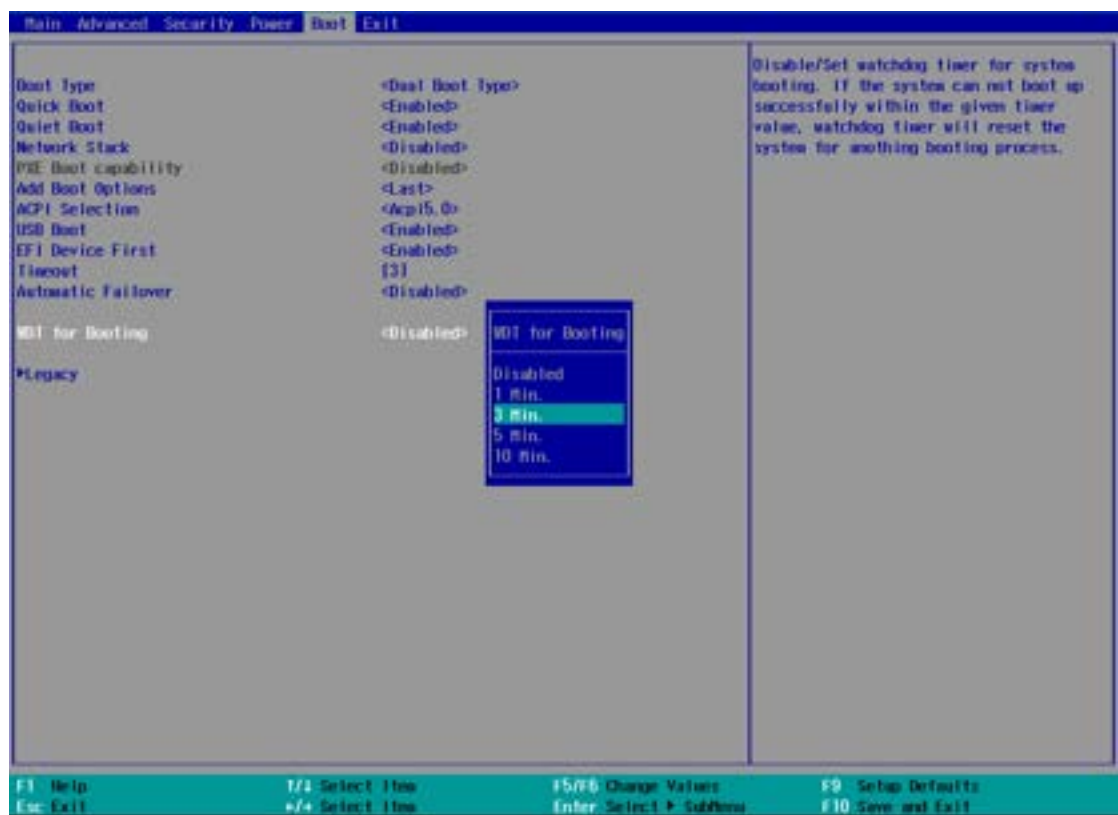 Main Advanced Security Power Boot Exit
Boot Type <Dual Boot Type>
Quick Boot <Enabled>
Quiet Boot <Enabled>
Network Stack <Disabled>
PXE Boot capability <Disabled>
Add Boot Options <Last>
ACPI Selection <Acpi5.0>
USB Boot <Enabled>
EFI Device First <Enabled>
Timeout [3]
Automatic Failover <Disabled>
WDT for Booting <Disabled>
▶Legacy
WDT for Booting
Disabled
1 Min.
3 Min.
5 Min.
10 Min.
Disable/Set watchdog timer for system
booting. If the system can not boot up
successfully within the given timer
value, watchdog timer will reset the
system for anothing booting process.
F1 Help ↑/↓ Select Item F5/F6 Change Values F9 Setup Defaults
Esc Exit ←/→ Select Item Enter Select ▶ SubMenu F10 Save and Exit